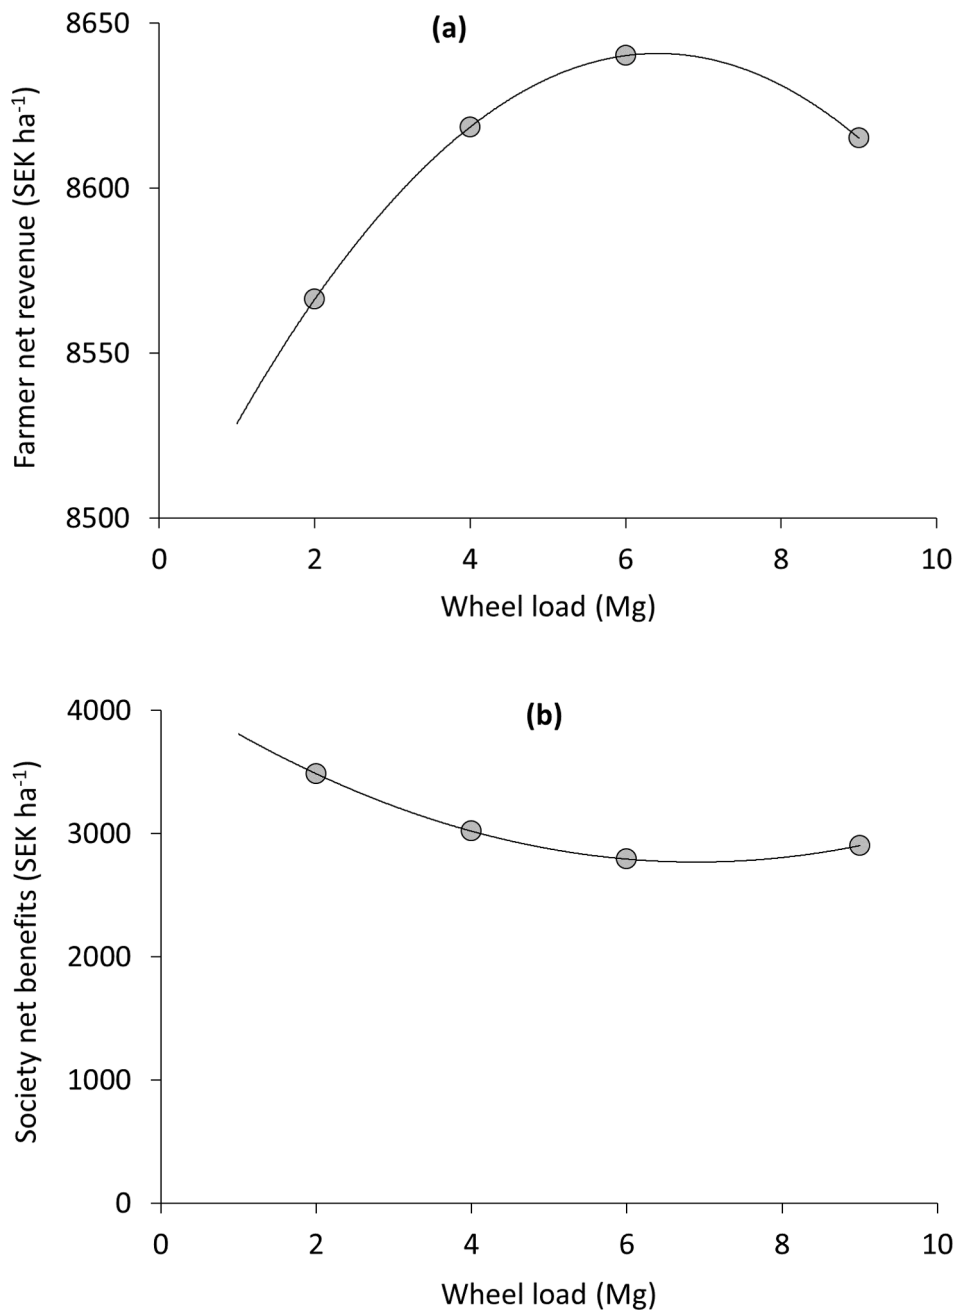 (a)
Farmer net revenue (SEK ha⁻¹)
8650
8600
8550
8500
0 2 4 6 8 10
Wheel load (Mg)
(b)
Society net benefits (SEK ha⁻¹)
4000
3000
2000
1000
0
0 2 4 6 8 10
Wheel load (Mg)